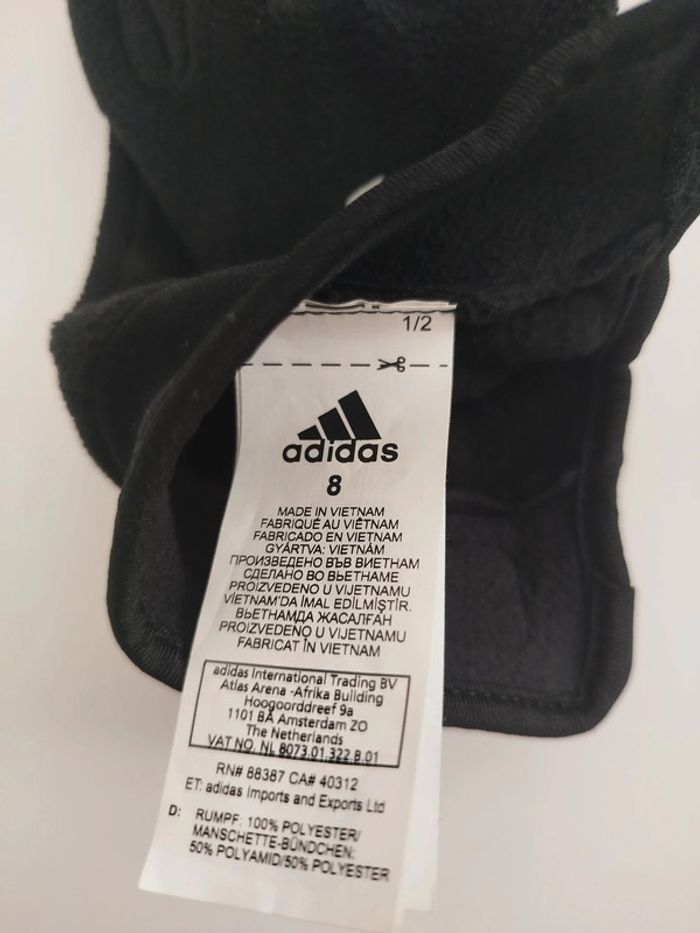 1/2
adidas
8
MADE IN VIETNAM
FABRIQUÉ AU VIÊTNAM
FABRICADO EN VIETNAM
GYÁRTVA: VIETNÁM
ПРОИЗВЕДЕНО ВЪВ ВИЕТНАМ
СДЕЛАНО ВО ВЬЕТНАМЕ
PROIZVEDENO U VIJETNAMU
VİETNAM'DA İMAL EDİLMİŞTİR.
ВЬЕТНАМДА ЖАСАЛҒАН
PROIZVEDENO U VIJETNAMU
FABRICAT ÎN VIETNAM
adidas International Trading BV
Atlas Arena -Afrika Building
Hoogoorddreef 9a
1101 BA Amsterdam ZO
The Netherlands
VAT NO. NL 8073.01.322.B.01
RN# 88387 CA# 40312
ET: adidas Imports and Exports Ltd
D: RUMPF: 100% POLYESTER/
MANSCHETTE-BÜNDCHEN:
50% POLYAMID/50% POLYESTER